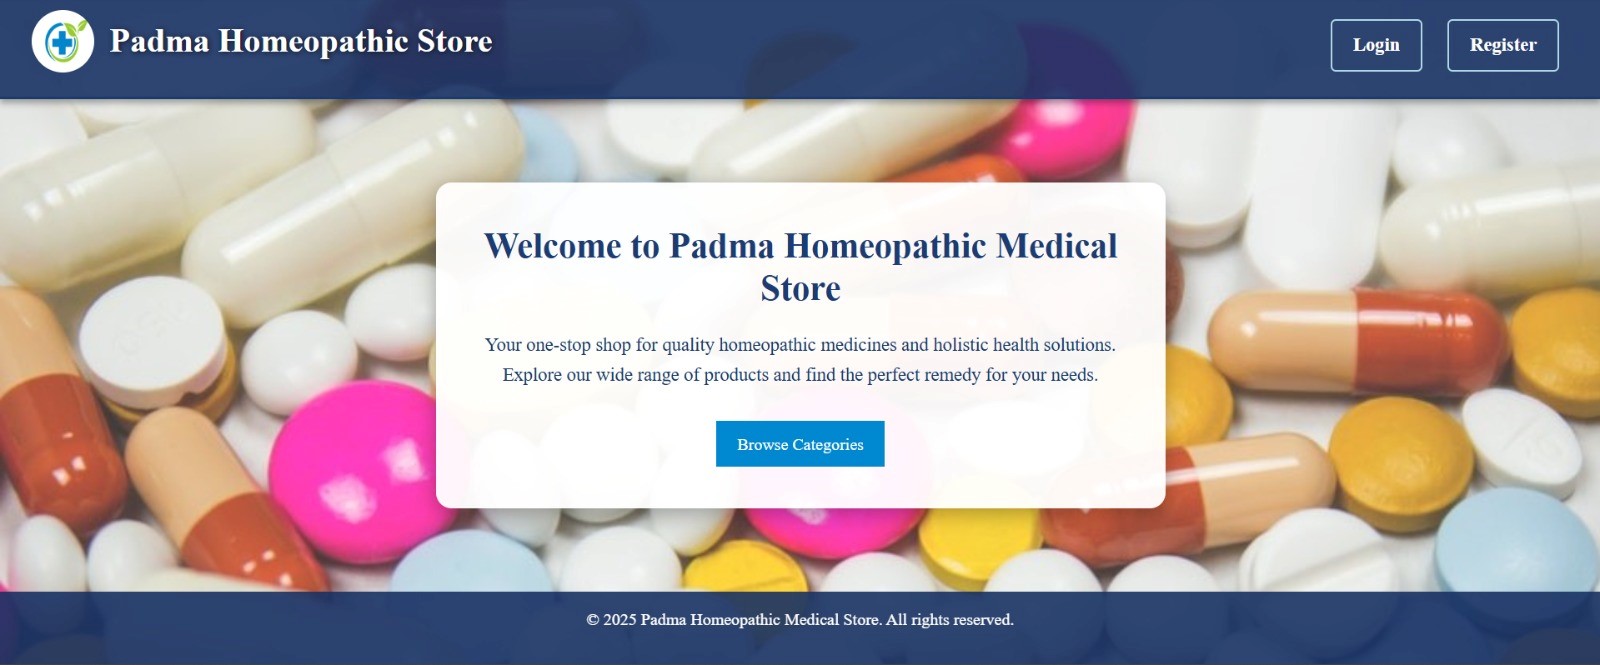 Padma Homeopathic Store
Login
Register
Welcome to Padma Homeopathic Medical
Store
Your one-stop shop for quality homeopathic medicines and holistic health solutions.
Explore our wide range of products and find the perfect remedy for your needs.
Browse Categories
© 2025 Padma Homeopathic Medical Store. All rights reserved.